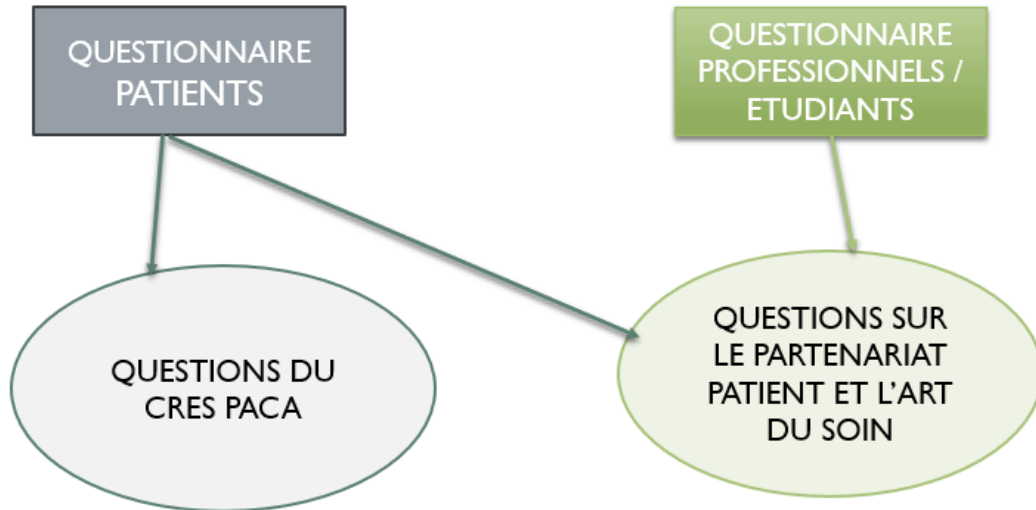 QUESTIONNAIRE
PATIENTS
QUESTIONNAIRE
PROFESSIONNELS /
ETUDIANTS
QUESTIONS DU
CRES PACA
QUESTIONS SUR
LE PARTENARIAT
PATIENT ET L’ART
DU SOIN